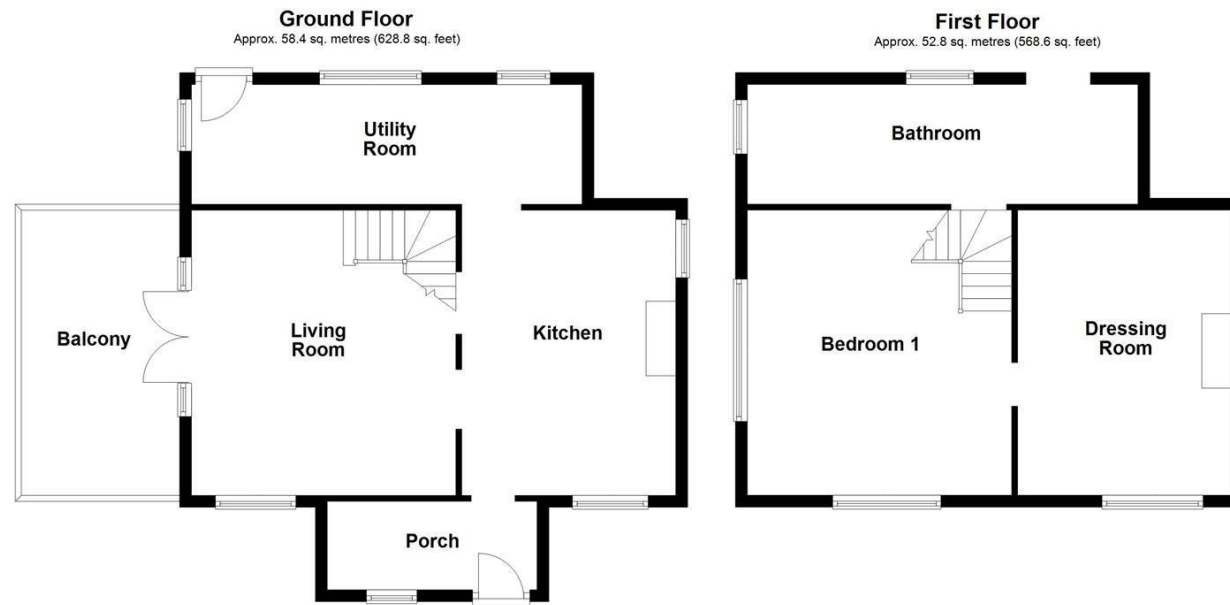 Ground Floor
Approx. 58.4 sq. metres (628.8 sq. feet)
Utility
Room
Balcony
Living
Room
Kitchen
Porch
First Floor
Approx. 52.8 sq. metres (568.6 sq. feet)
Bathroom
Bedroom 1
Dressing
Room